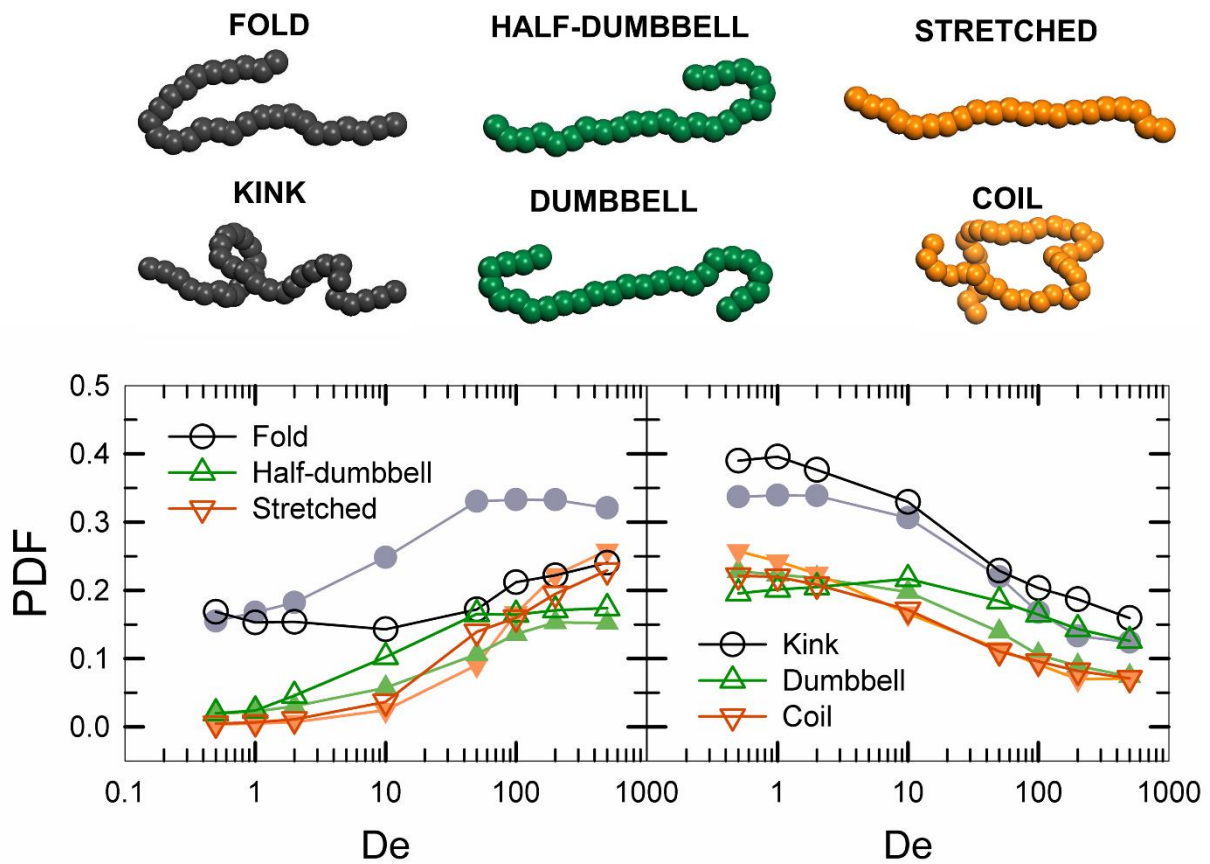 FOLD
HALF-DUMBBELL
STRETCHED
KINK
DUMBBELL
COIL
PDF
0.5
0.4
0.3
0.2
0.1
0.0
Fold
Half-dumbbell
Stretched
Kink
Dumbbell
Coil
0.1 1 10 100 1000
1 10 100 1000
De De